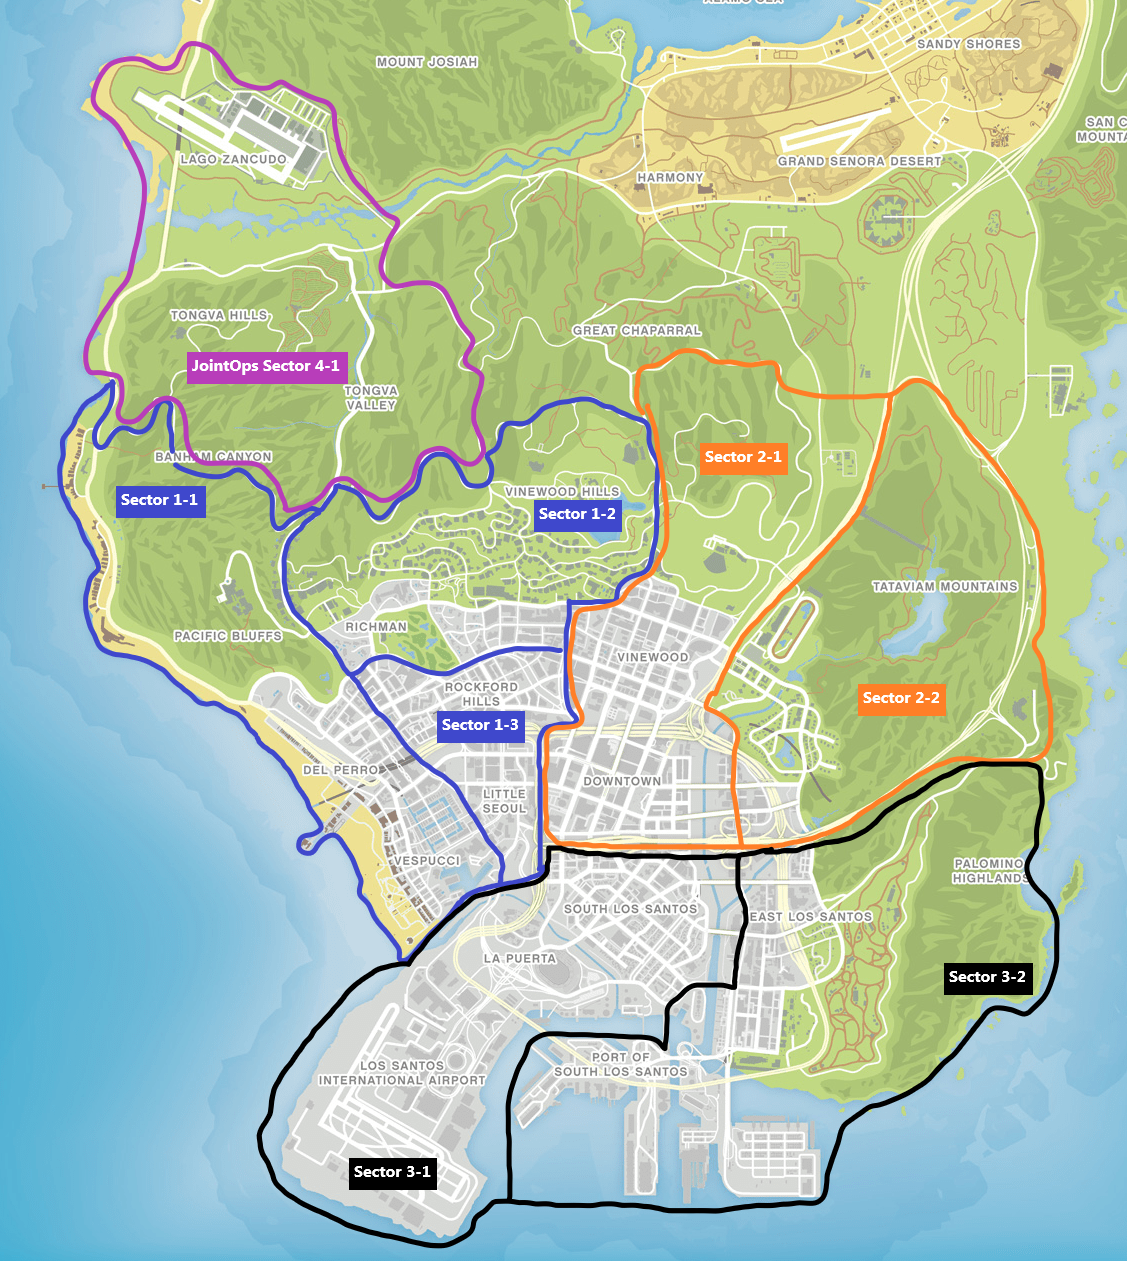 ALAMO SEA
SANDY SHORES
MOUNT JOSIAH
SAN C
MOUNTA
LAGO ZANCUDO
GRAND SENORA DESERT
HARMONY
TONGVA HILLS
GREAT CHAPARRAL
JointOps Sector 4-1
TONGVA
VALLEY
BANHAM CANYON
Sector 2-1
Sector 1-1
VINEWOOD HILLS
Sector 1-2
TATAVIAM MOUNTAINS
RICHMAN
PACIFIC BLUFFS
VINEWOOD
ROCKFORD
HILLS
Sector 2-2
Sector 1-3
DEL PERRO
DOWNTOWN
LITTLE
SEOUL
VESPUCCI
PALOMINO
HIGHLANDS
SOUTH LOS SANTOS
EAST LOS SANTOS
LA PUERTA
Sector 3-2
PORT OF
SOUTH LOS SANTOS
LOS SANTOS
INTERNATIONAL AIRPORT
Sector 3-1